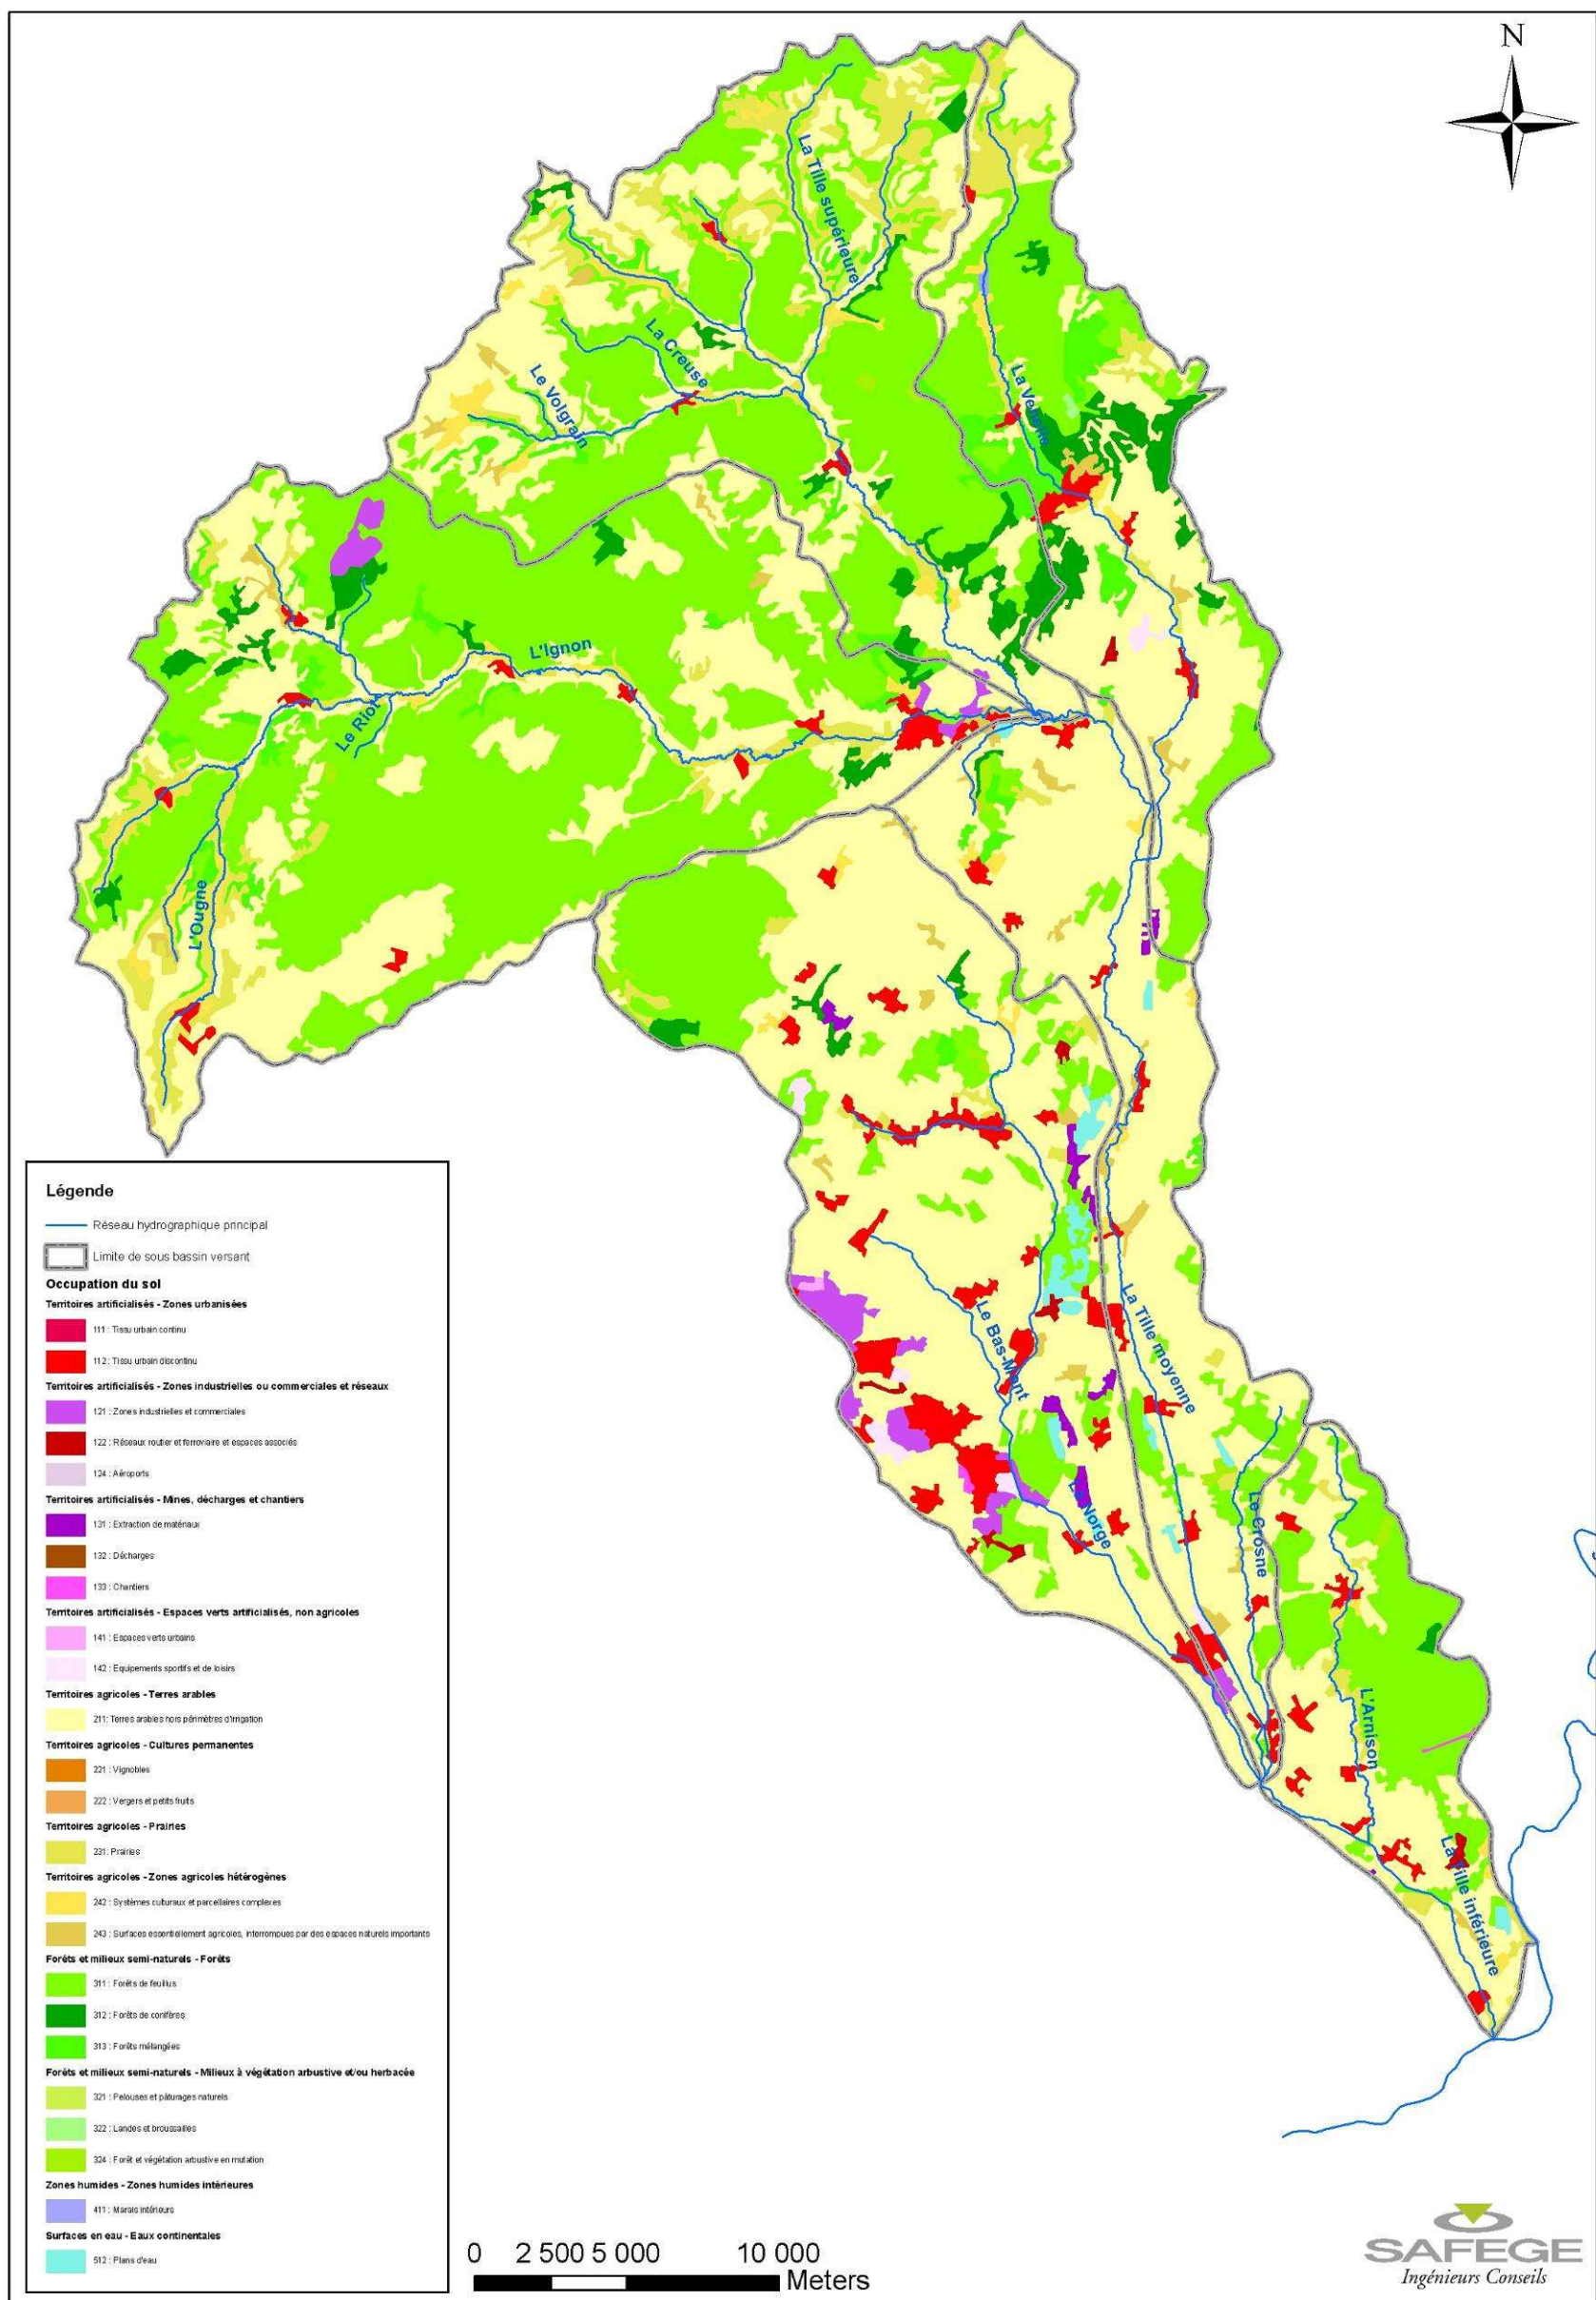 N
La Tille supérieure
La Venelle
La Creuse
Le Volgrain
L'Ignon
Le Riot
L'Ougne
La Tille moyenne
Le Bas-Mont
La Norge
Le Crosne
L'Arnison
La Tille inférieure
Légende
Réseau hydrographique principal
Limite de sous bassin versant
Occupation du sol
Territoires artificialisés - Zones urbanisées
111 : Tissu urbain continu
112 : Tissu urbain discontinu
Territoires artificialisés - Zones industrielles ou commerciales et réseaux
121 : Zones industrielles et commerciales
122 : Réseaux routier et ferroviaire et espaces associés
124 : Aéroports
Territoires artificialisés - Mines, décharges et chantiers
131 : Extraction de matériaux
132 : Décharges
133 : Chantiers
Territoires artificialisés - Espaces verts artificialisés, non agricoles
141 : Espaces verts urbains
142 : Equipements sportifs et de loisirs
Territoires agricoles - Terres arables
211: Terres arables hors périmètres d'irrigation
Territoires agricoles - Cultures permanentes
221 : Vignobles
222 : Vergers et petits fruits
Territoires agricoles - Prairies
231: Prairies
Territoires agricoles - Zones agricoles hétérogènes
242 : Systèmes culturaux et parcellaires complexes
243 : Surfaces essentiellement agricoles, interrompues par des espaces naturels importants
Forêts et milieux semi-naturels - Forêts
311 : Forêts de feuillus
312 : Forêts de conifères
313 : Forêts mélangées
Forêts et milieux semi-naturels - Milieux à végétation arbustive et/ou herbacée
321 : Pelouses et pâturages naturels
322 : Landes et broussailles
324 : Forêt et végétation arbustive en mutation
Zones humides - Zones humides intérieures
411 : Marais intérieurs
Surfaces en eau - Eaux continentales
512 : Plans d'eau
0 2 500 5 000 10 000
Meters
SAFEGE
Ingénieurs Conseils